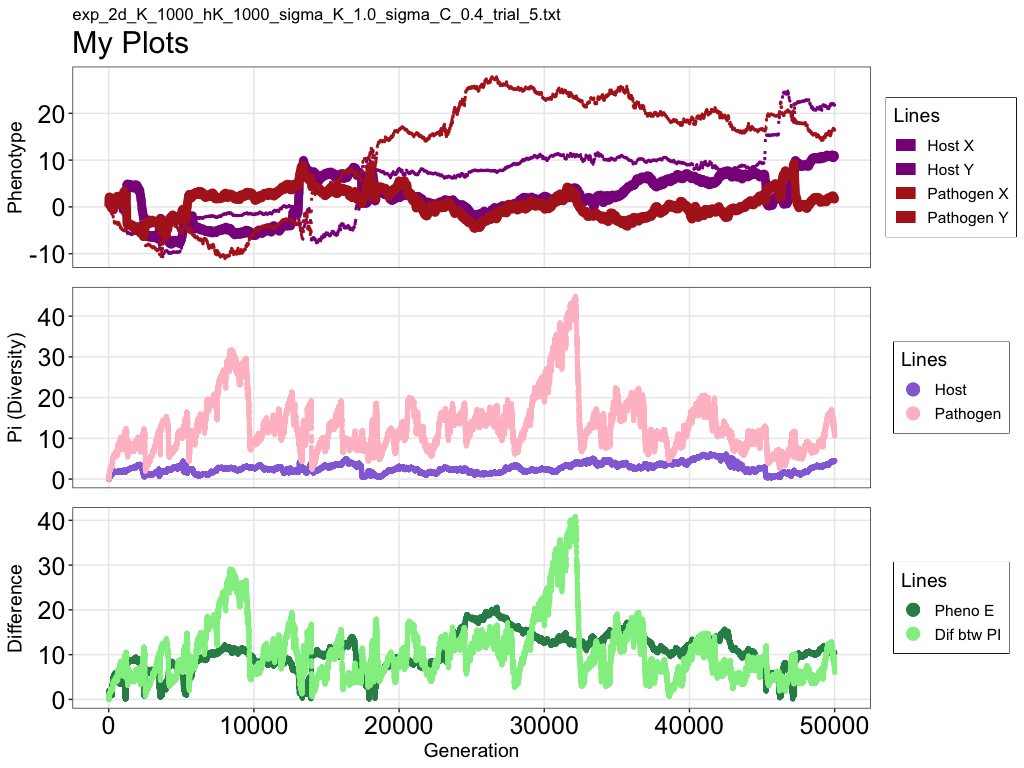 exp_2d_K_1000_hK_1000_sigma_K_1.0_sigma_C_0.4_trial_5.txt
My Plots
Phenotype
20
10
0
-10
Lines
Host X
Host Y
Pathogen X
Pathogen Y
Pi (Diversity)
40
30
20
10
0
Lines
Host
Pathogen
Difference
40
30
20
10
0
Lines
Pheno E
Dif btw PI
0 10000 20000 30000 40000 50000
Generation